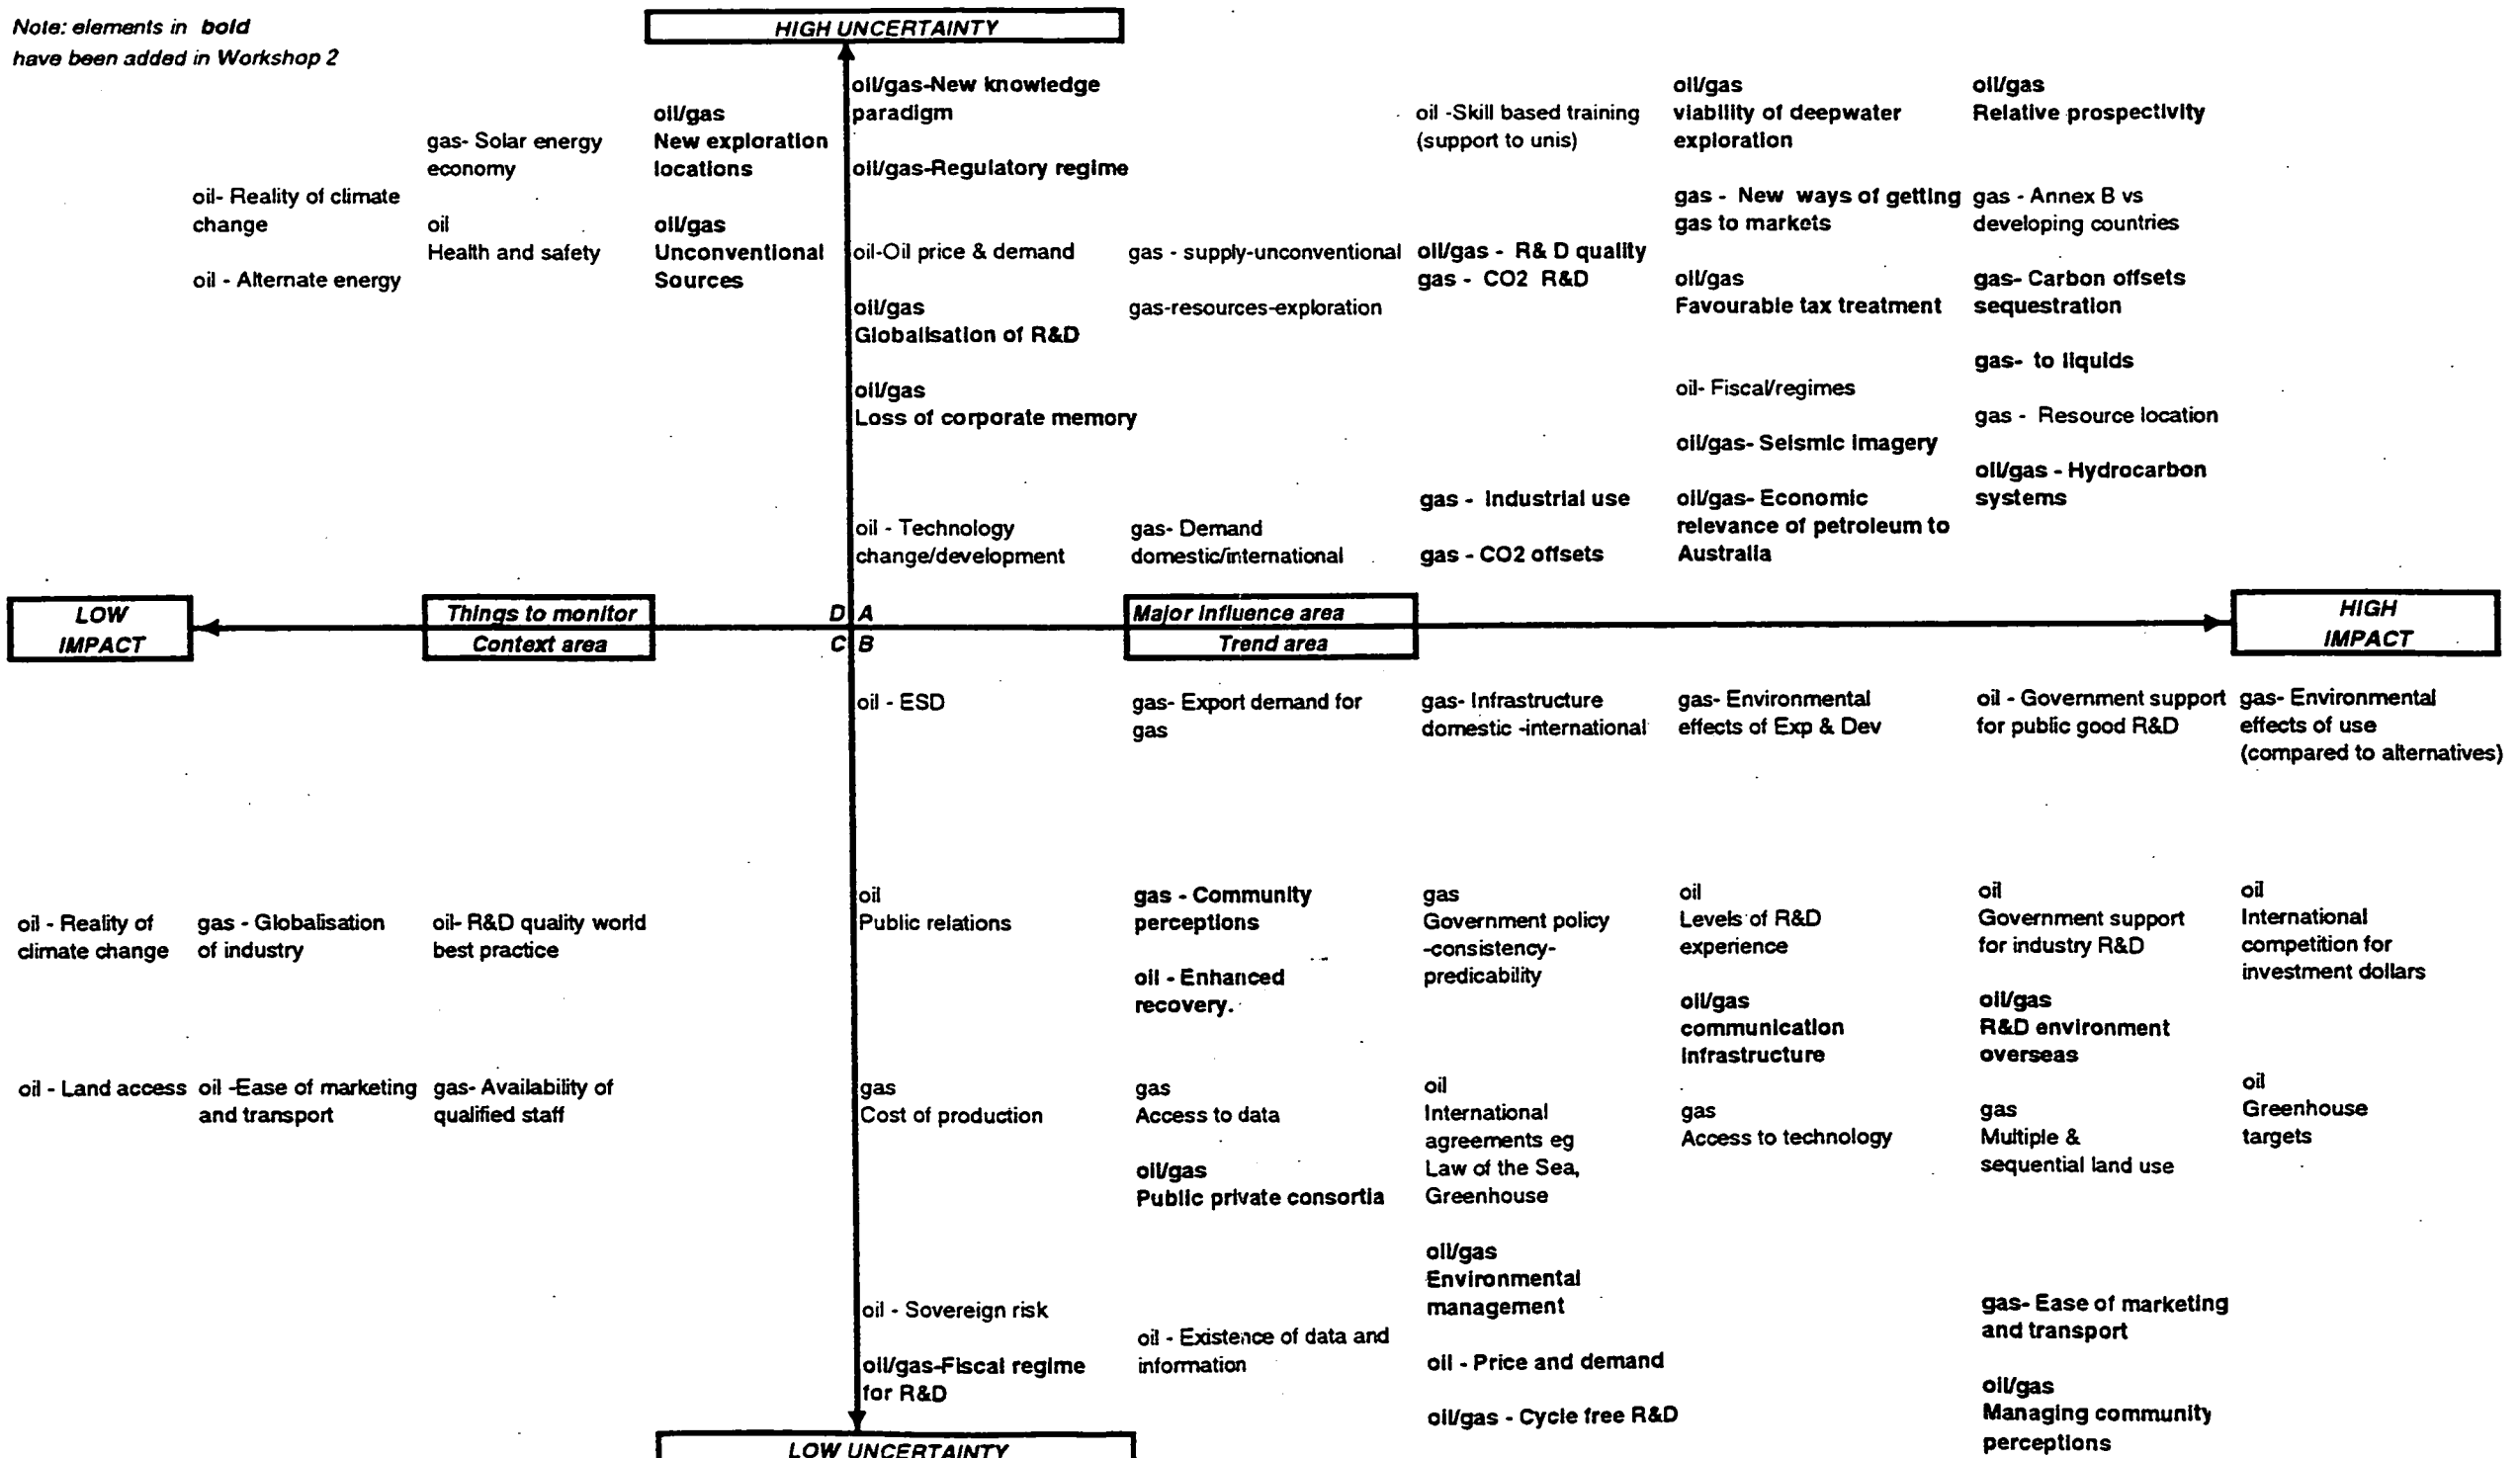 Note: elements in bold
have been added in Workshop 2
HIGH UNCERTAINTY
oil- Reality of climate
change
oil - Alternate energy
gas- Solar energy
economy
oil
Health and safety
oil/gas
New exploration
locations
oil/gas
Unconventional
Sources
oil/gas-New knowledge
paradigm
oil/gas-Regulatory regime
oil-Oil price & demand
oil/gas
Globalisation of R&D
oil/gas
Loss of corporate memory
oil - Technology
change/development
gas - supply-unconventional
gas-resources-exploration
gas- Demand
domestic/international
oil -Skill based training
(support to unis)
oil/gas - R& D quality
gas - CO2 R&D
gas - Industrial use
gas - CO2 offsets
oil/gas
viability of deepwater
exploration
gas - New ways of getting
gas to markets
oil/gas
Favourable tax treatment
oil- Fiscal/regimes
oil/gas- Seismic imagery
oil/gas- Economic
relevance of petroleum to
Australia
oil/gas
Relative prospectivity
gas - Annex B vs
developing countries
gas- Carbon offsets
sequestration
gas- to liquids
gas - Resource location
oil/gas - Hydrocarbon
systems
LOW
IMPACT
Things to monitor
Context area
D A
C B
Major Influence area
Trend area
HIGH
IMPACT
oil - ESD
gas- Export demand for
gas
gas- Infrastructure
domestic -international
gas- Environmental
effects of Exp & Dev
oil - Government support
for public good R&D
gas- Environmental
effects of use
(compared to alternatives)
oil - Reality of
climate change
gas - Globalisation
of industry
oil- R&D quality world
best practice
oil
Public relations
gas - Community
perceptions
oil - Enhanced
recovery.
gas
Government policy
-consistency-
predicability
oil
Levels of R&D
experience
oil/gas
communication
infrastructure
oil
Government support
for industry R&D
oil/gas
R&D environment
overseas
oil
International
competition for
investment dollars
oil - Land access
oil -Ease of marketing
and transport
gas- Availability of
qualified staff
gas
Cost of production
gas
Access to data
oil/gas
Public private consortia
oil
International
agreements eg
Law of the Sea,
Greenhouse
gas
Access to technology
gas
Multiple &
sequential land use
oil
Greenhouse
targets
oil - Sovereign risk
oil/gas-Fiscal regime
for R&D
oil - Existence of data and
information
oil/gas
Environmental
management
oil - Price and demand
oil/gas - Cycle free R&D
gas- Ease of marketing
and transport
oil/gas
Managing community
perceptions
LOW UNCERTAINTY